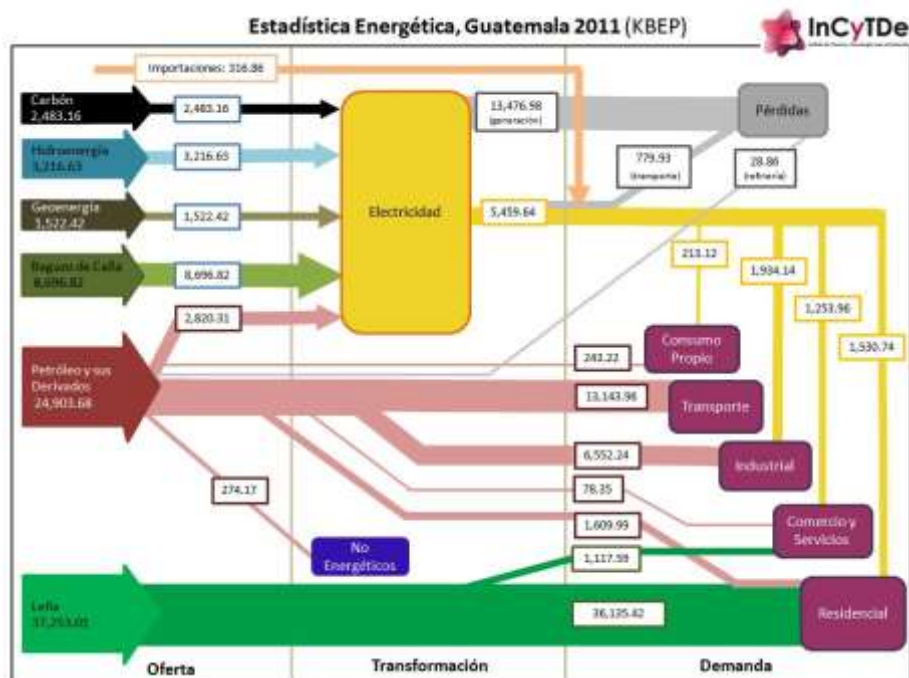 Estadística Energética, Guatemala 2011 (KBEP)
InCyTDe
Importaciones: 316.86
Carbón
2,483.16
2,483.16
13,476.98
(generación)
Pérdidas
Hidroenergía
3,216.63
3,216.63
779.93
(transporte)
28.86
(refinería)
Geoenergía
1,522.42
1,522.42
Electricidad
5,459.64
Bagazo de Caña
8,696.82
8,696.82
213.12
1,934.14
1,253.96
1,530.74
2,820.31
Petróleo y sus
Derivados
24,903.68
243.22
Consumo
Propio
13,143.96
Transporte
6,552.24
Industrial
274.17
78.35
Comercio y
Servicios
1,609.99
No
Energéticos
1,117.59
Leña
37,253.01
36,135.42
Residencial
Oferta
Transformación
Demanda